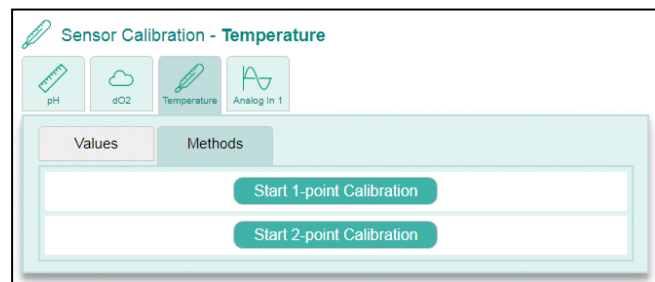 Sensor Calibration - Temperature
pH dO2 Temperature Analog In 1
Values Methods
Start 1-point Calibration
Start 2-point Calibration